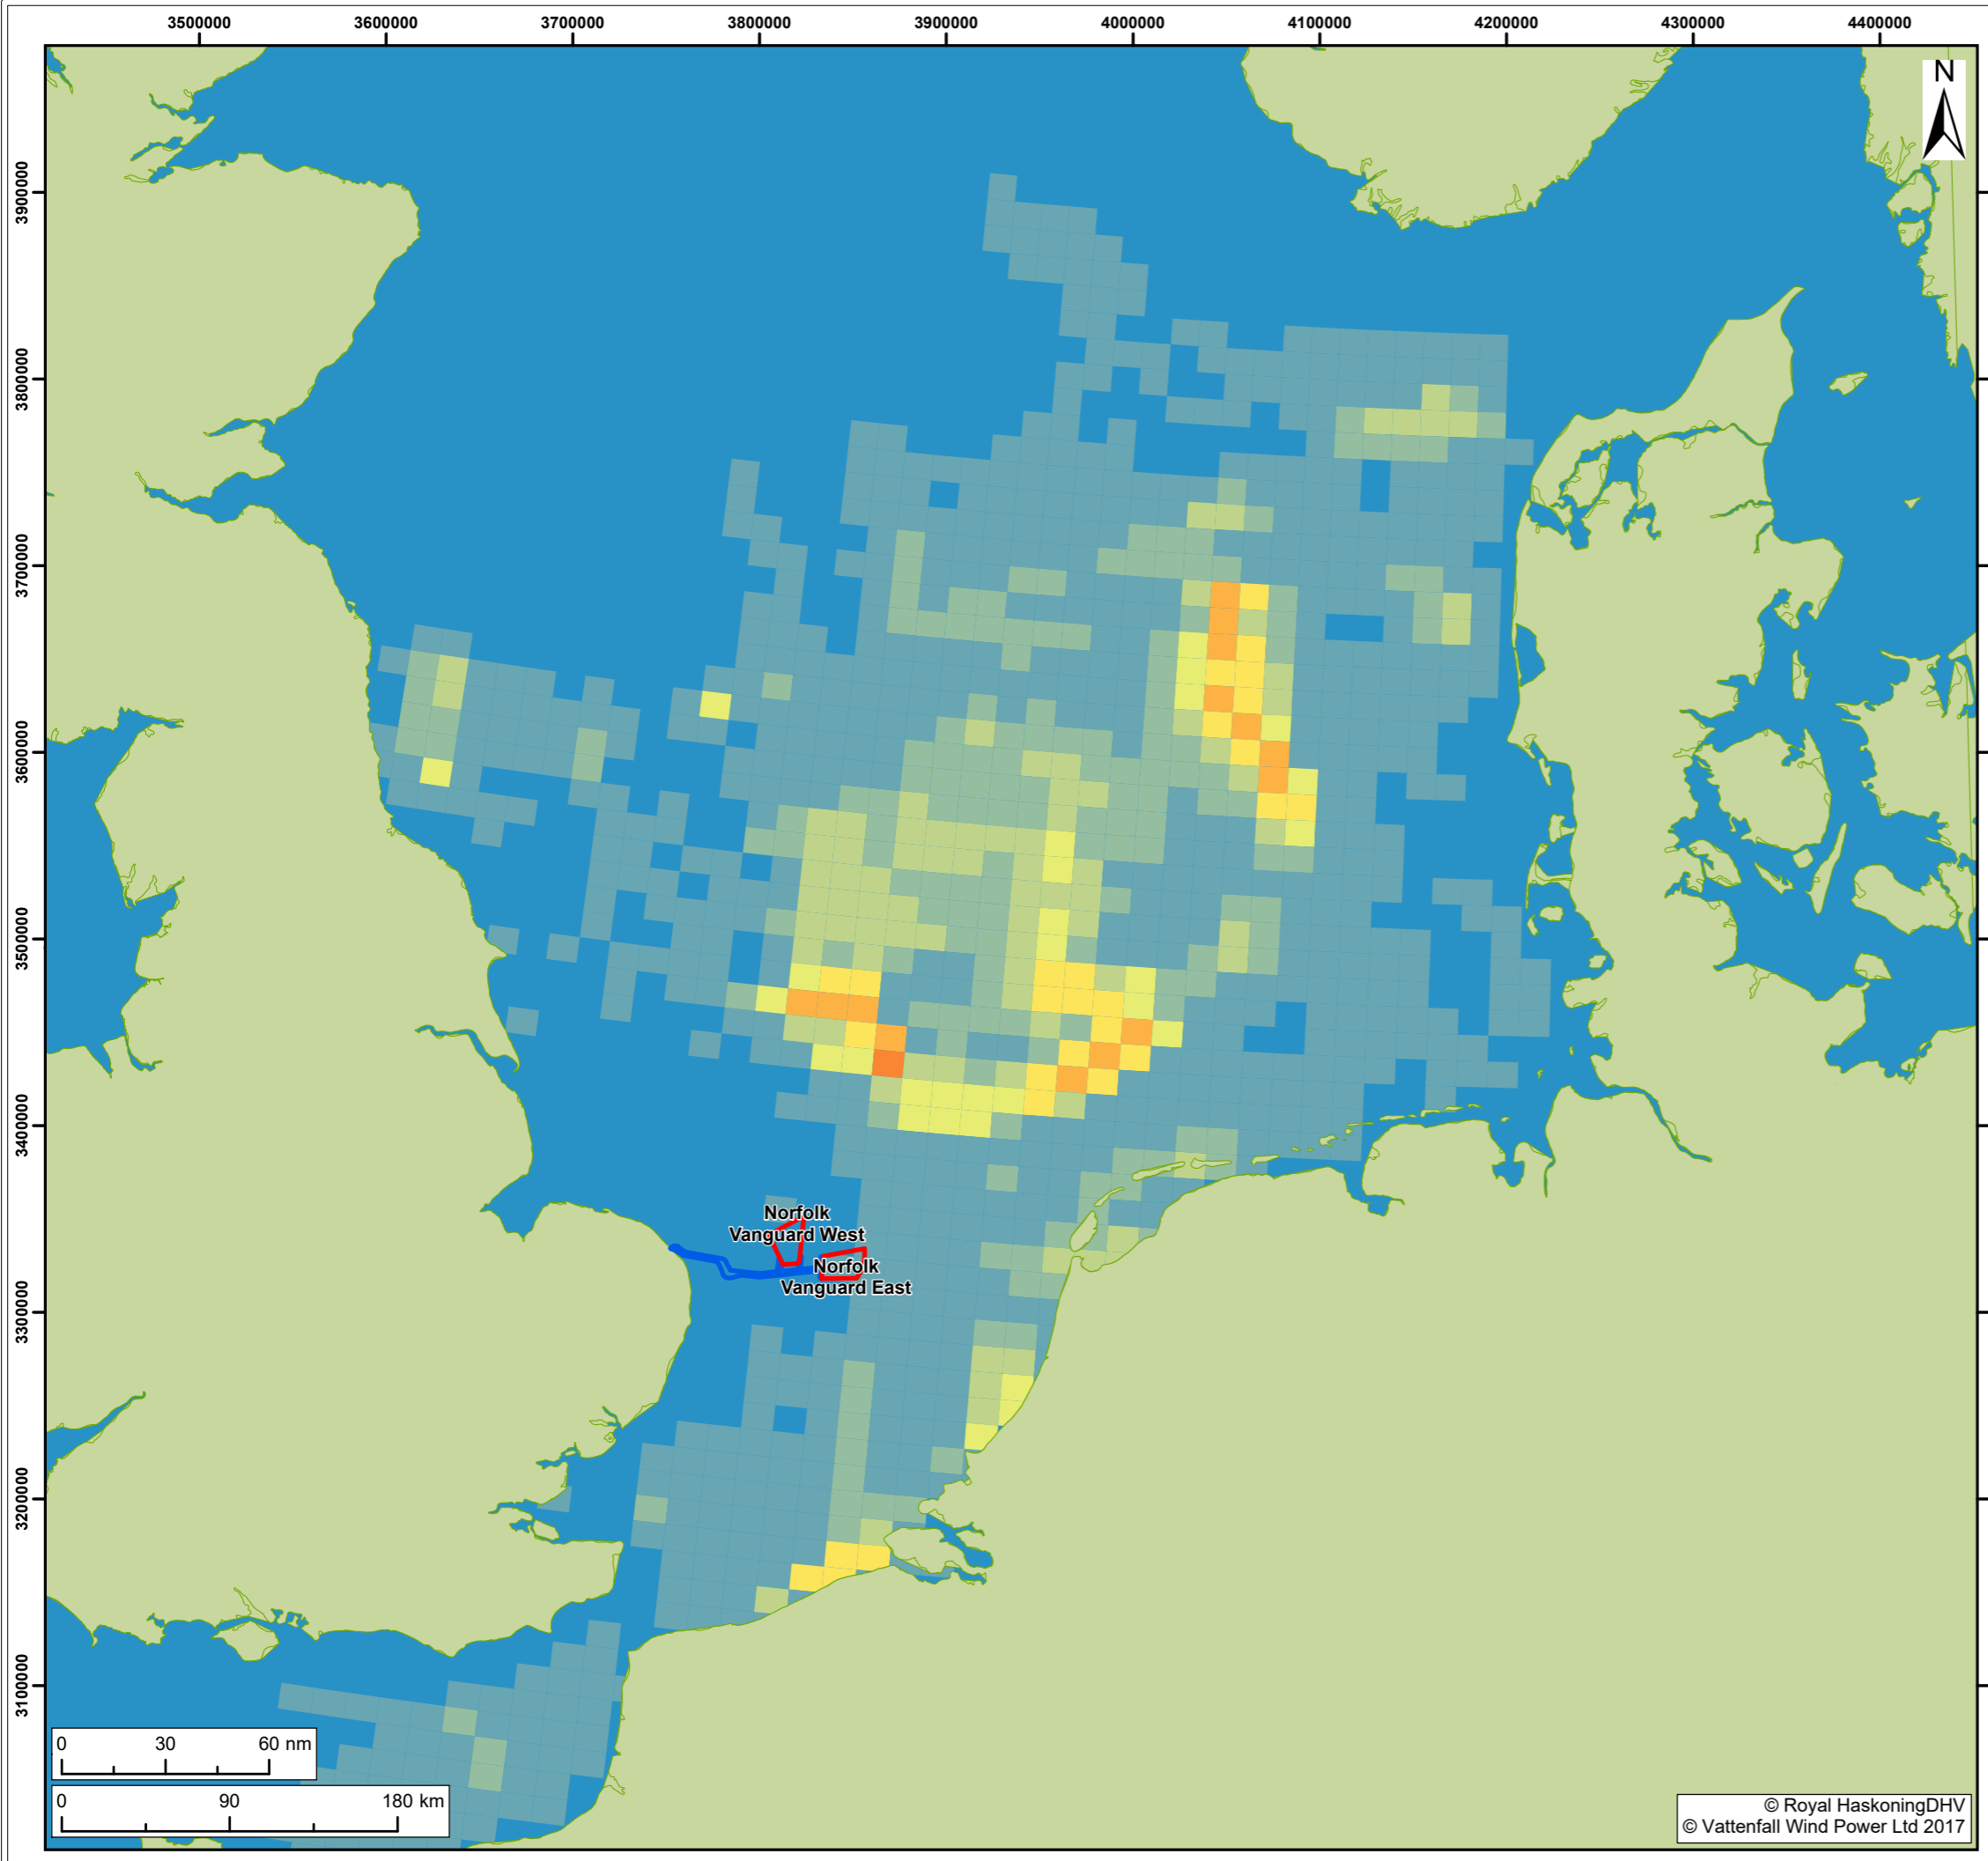 3500000 3600000 3700000 3800000 3900000 4000000 4100000 4200000 4300000 4400000
N
3900000
3800000
3700000
3600000
3500000
3400000
3300000
3200000
3100000
Norfolk
Vanguard West
Norfolk
Vanguard East
0 30 60 nm
0 90 180 km
© Royal HaskoningDHV
© Vattenfall Wind Power Ltd 2017